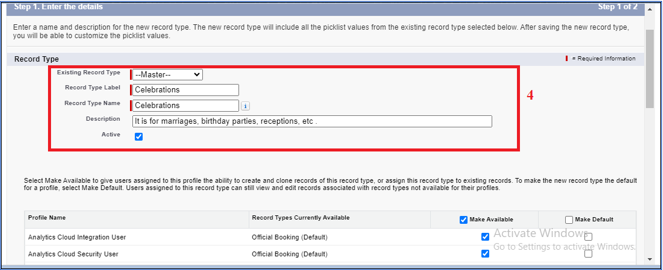 Step 1. Enter the details Step 1 of 2
Enter a name and description for the new record type. The new record type will include all the picklist values from the existing record type selected below. After saving the new record type,
you will be able to customize the picklist values.
Record Type = Required Information
Existing Record Type --Master--
Record Type Label Celebrations
Record Type Name Celebrations i
Description It is for marriages, birthday parties, receptions, etc .
Active
4
Select Make Available to give users assigned to this profile the ability to create and clone records of this record type, or assign this record type to existing records. To make the new record type the default
for a profile, select Make Default. Users assigned to this record type can still view and edit records associated with record types not available for their profiles.
Profile Name Record Types Currently Available Make Available Make Default
Analytics Cloud Integration User Official Booking (Default)
Analytics Cloud Security User Official Booking (Default)
Activate Windows
Go to Settings to activate Windows.